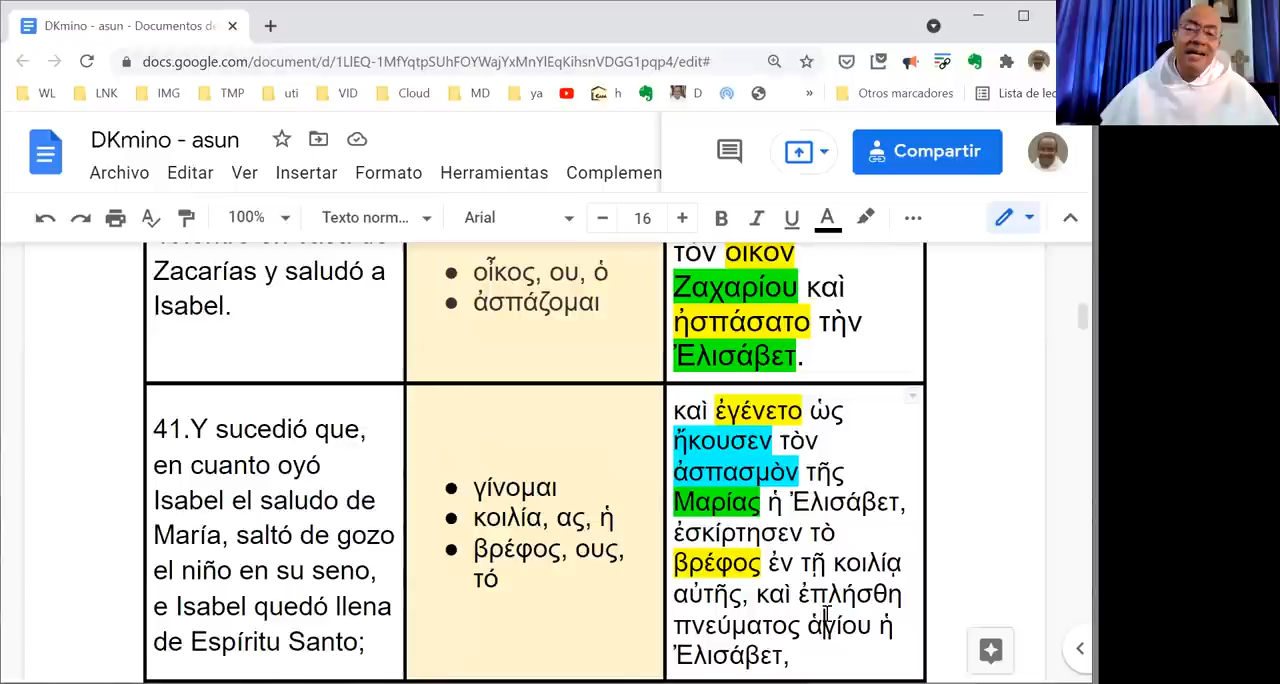 DKmino - asun - Documentos de
docs.google.com/document/d/1LlEQ-1MfYqtpSUhFOYWajYxMnYlEqKihsnVDGG1pqp4/edit#
WL LNK IMG TMP uti VID Cloud MD ya h D » Otros marcadores Lista de lec
DKmino - asun
Archivo Editar Ver Insertar Formato Herramientas Complemen
Compartir
100% Texto norm... Arial 16 B I U A
Zacarías y saludó a
Isabel.
οἶκος, ου, ὁ
ἀσπάζομαι
τὸν οἶκον
Ζαχαρίου καὶ
ἠσπάσατο τὴν
Ἐλισάβετ.
41.Y sucedió que,
en cuanto oyó
Isabel el saludo de
María, saltó de gozo
el niño en su seno,
e Isabel quedó llena
de Espíritu Santo;
γίνομαι
κοιλία, ας, ἡ
βρέφος, ους,
τό
καὶ ἐγένετο ὡς
ἤκουσεν τὸν
ἀσπασμὸν τῆς
Μαρίας ἡ Ἐλισάβετ,
ἐσκίρτησεν τὸ
βρέφος ἐν τῇ κοιλίᾳ
αὐτῆς, καὶ ἐπλήσθη
πνεύματος ἁγίου ἡ
Ἐλισάβετ,